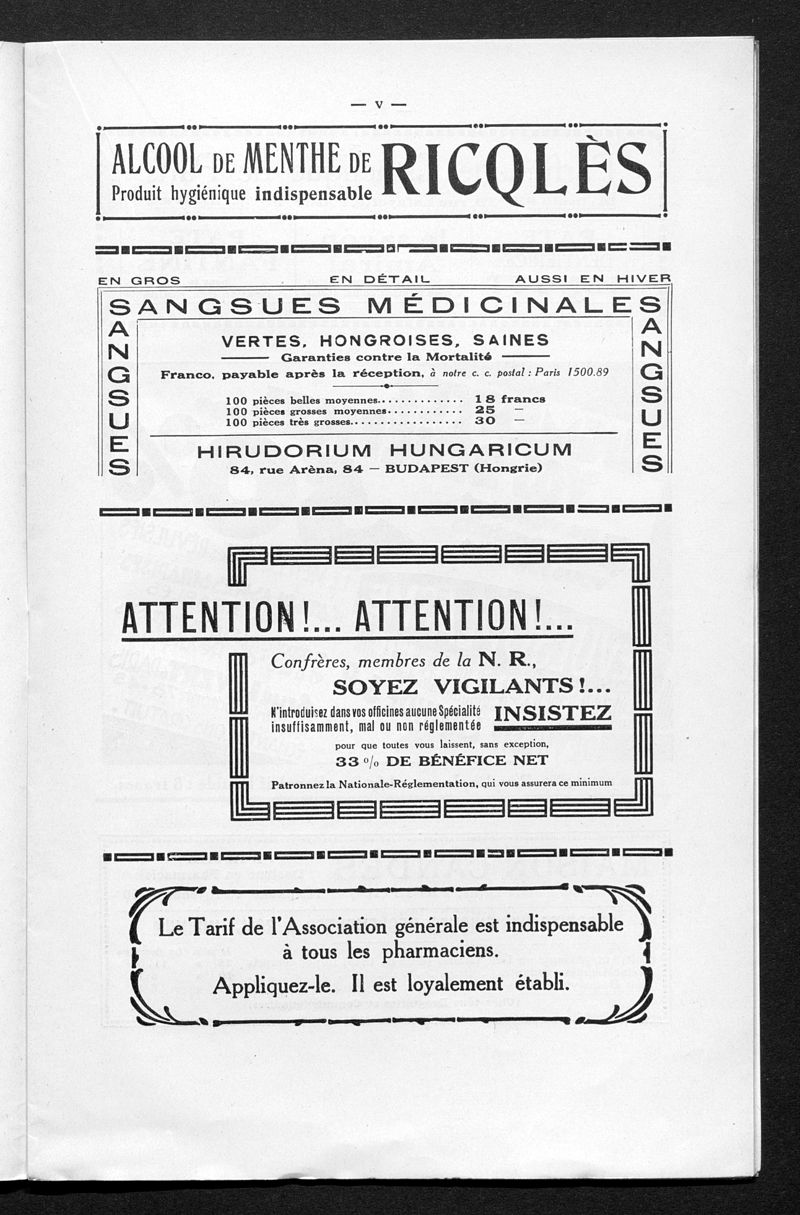 — V —
ALCOOL DE MENTHE DE RICQLÈS
Produit hygiénique indispensable
EN GROS EN DÉTAIL AUSSI EN HIVER
SANGSUES MÉDICINALES
SANGSUES
SANGSUES
VERTES, HONGROISES, SAINES
Garanties contre la Mortalité
Franco, payable après la réception, à notre c. c. postal : Paris 1500.89
100 pièces belles moyennes.............. 18 francs
100 pièces grosses moyennes............ 25 —
100 pièces très grosses.................. 30 —
HIRUDORIUM HUNGARICUM
84, rue Arèna, 84 — BUDAPEST (Hongrie)
ATTENTION!... ATTENTION!...
Confrères, membres de la N. R.,
SOYEZ VIGILANTS!...
N'introduisez dans vos officines aucune Spécialité
insuffisamment, mal ou non réglementée INSISTEZ
pour que toutes vous laissent, sans exception,
33 % DE BÉNÉFICE NET
Patronnez la Nationale-Réglementation, qui vous assurera ce minimum
Le Tarif de l'Association générale est indispensable
à tous les pharmaciens.
Appliquez-le. Il est loyalement établi.